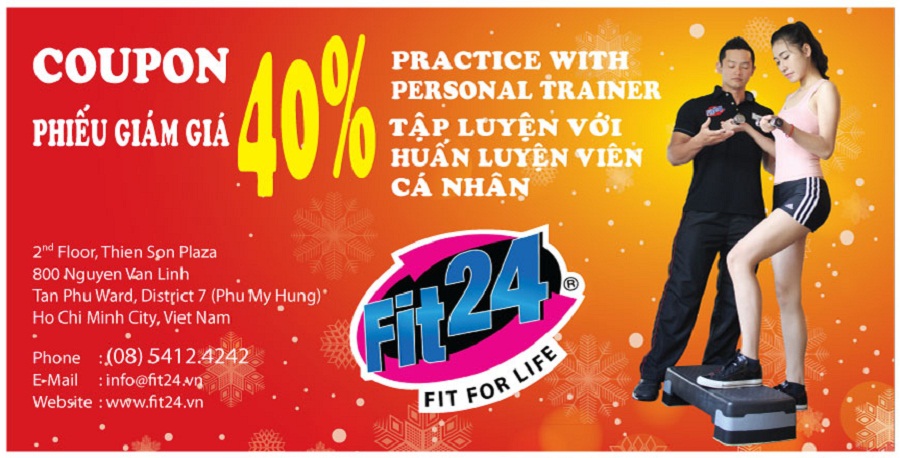 COUPON
PHIẾU GIẢM GIÁ
40%
PRACTICE WITH
PERSONAL TRAINER
TẬP LUYỆN VỚI
HUẤN LUYỆN VIÊN
CÁ NHÂN
2nd Floor, Thien Son Plaza
800 Nguyen Van Linh
Tan Phu Ward, District 7 (Phu My Hung)
Ho Chi Minh City, Viet Nam
Phone : (08) 5412 4242
E-Mail : info@fit24.vn
Website : www.fit24.vn
Fit24®
FIT FOR LIFE